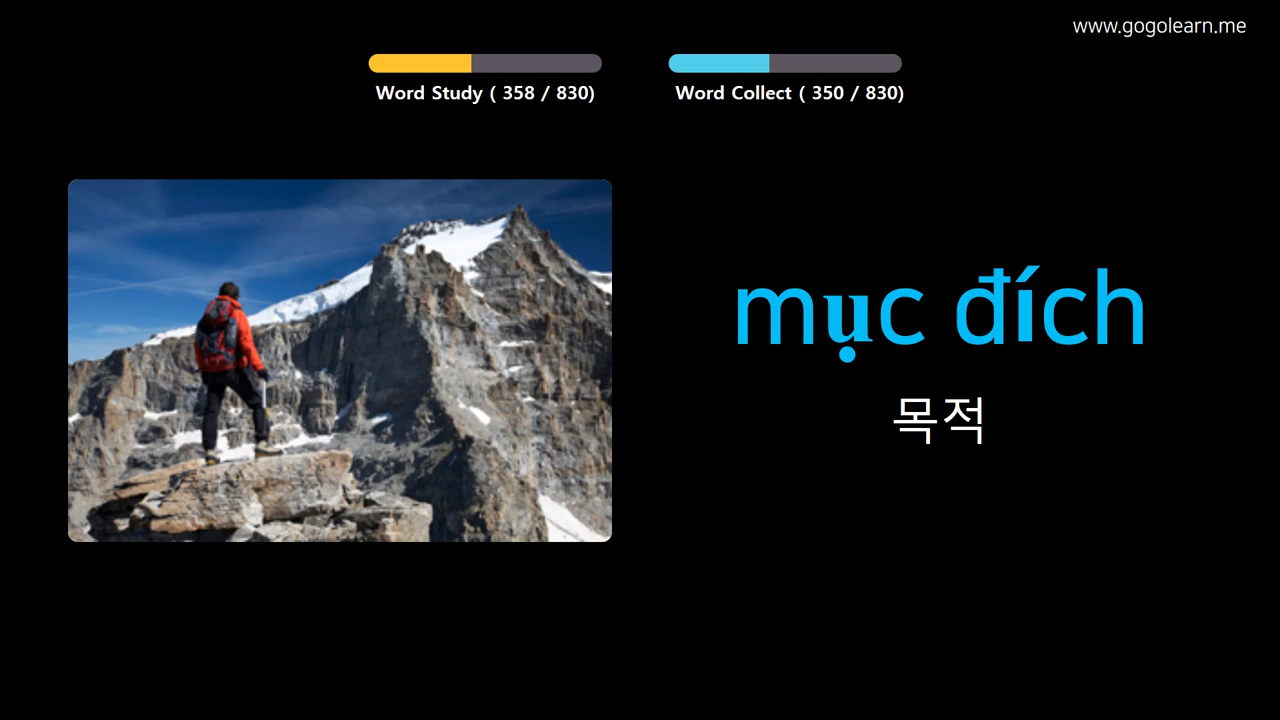 www.gogolearn.me
Word Study ( 358 / 830)
Word Collect ( 350 / 830)
mục đích
목적